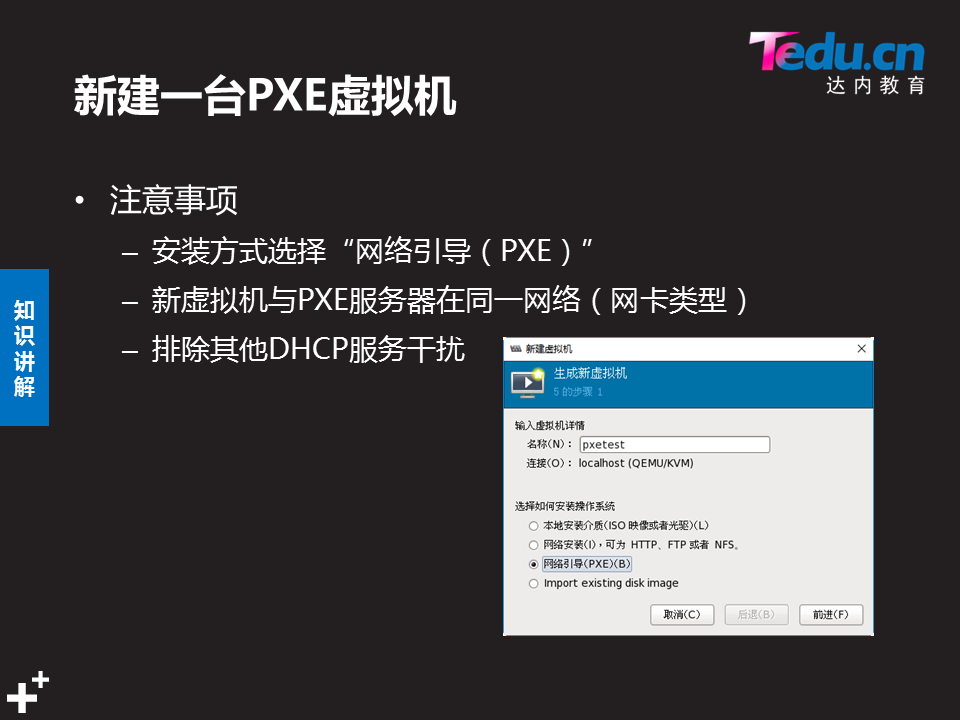 Tedu.cn
达内教育
新建一台PXE虚拟机
• 注意事项
– 安装方式选择“网络引导（PXE）”
– 新虚拟机与PXE服务器在同一网络（网卡类型）
– 排除其他DHCP服务干扰
知识讲解
新建虚拟机
生成新虚拟机
5 的步骤 1
输入虚拟机详情
名称(N)： pxetest
连接(O)： localhost (QEMU/KVM)
选择如何安装操作系统
本地安装介质(ISO 映像或者光驱)(L)
网络安装(I)，可为 HTTP、FTP 或者 NFS。
网络引导(PXE)(B)
Import existing disk image
取消(C) 后退(B) 前进(F)